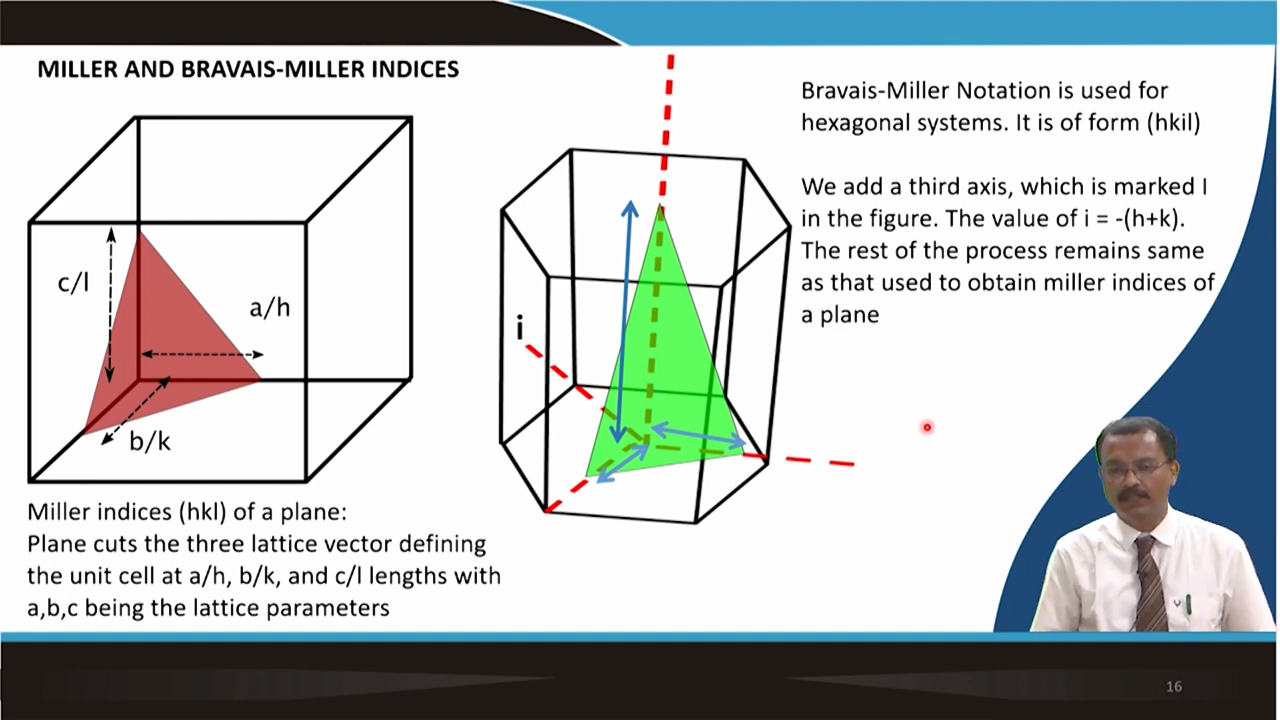 MILLER AND BRAVAIS-MILLER INDICES
c/l
a/h
b/k
Miller indices (hkl) of a plane:
Plane cuts the three lattice vector defining
the unit cell at a/h, b/k, and c/l lengths with
a,b,c being the lattice parameters
i
Bravais-Miller Notation is used for
hexagonal systems. It is of form (hkil)
We add a third axis, which is marked I
in the figure. The value of i = -(h+k).
The rest of the process remains same
as that used to obtain miller indices of
a plane
16